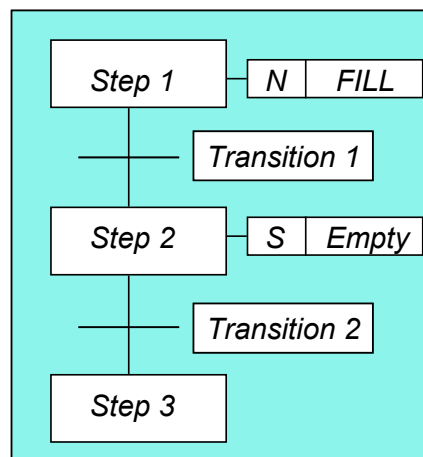 Step 1 N FILL
Transition 1
Step 2 S Empty
Transition 2
Step 3